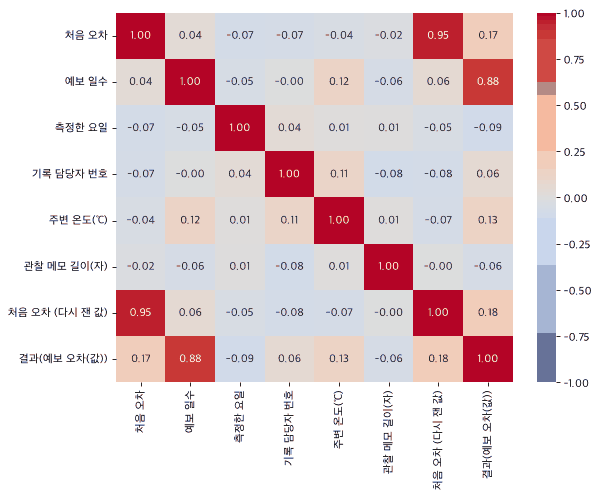 처음 오차 1.00 0.04 -0.07 -0.07 -0.04 -0.02 0.95 0.17
예보 일수 0.04 1.00 -0.05 -0.00 0.12 -0.06 0.06 0.88
측정한 요일 -0.07 -0.05 1.00 0.04 0.01 0.01 -0.05 -0.09
기록 담당자 번호 -0.07 -0.00 0.04 1.00 0.11 -0.08 -0.08 0.06
주변 온도(℃) -0.04 0.12 0.01 0.11 1.00 0.01 -0.07 0.13
관찰 메모 길이(자) -0.02 -0.06 0.01 -0.08 0.01 1.00 -0.00 -0.06
처음 오차 (다시 잰 값) 0.95 0.06 -0.05 -0.08 -0.07 -0.00 1.00 0.18
결과(예보 오차(값)) 0.17 0.88 -0.09 0.06 0.13 -0.06 0.18 1.00
처음 오차
예보 일수
측정한 요일
기록 담당자 번호
주변 온도(℃)
관찰 메모 길이(자)
처음 오차 (다시 잰 값)
결과(예보 오차(값))
1.00
0.75
0.50
0.25
0.00
-0.25
-0.50
-0.75
-1.00